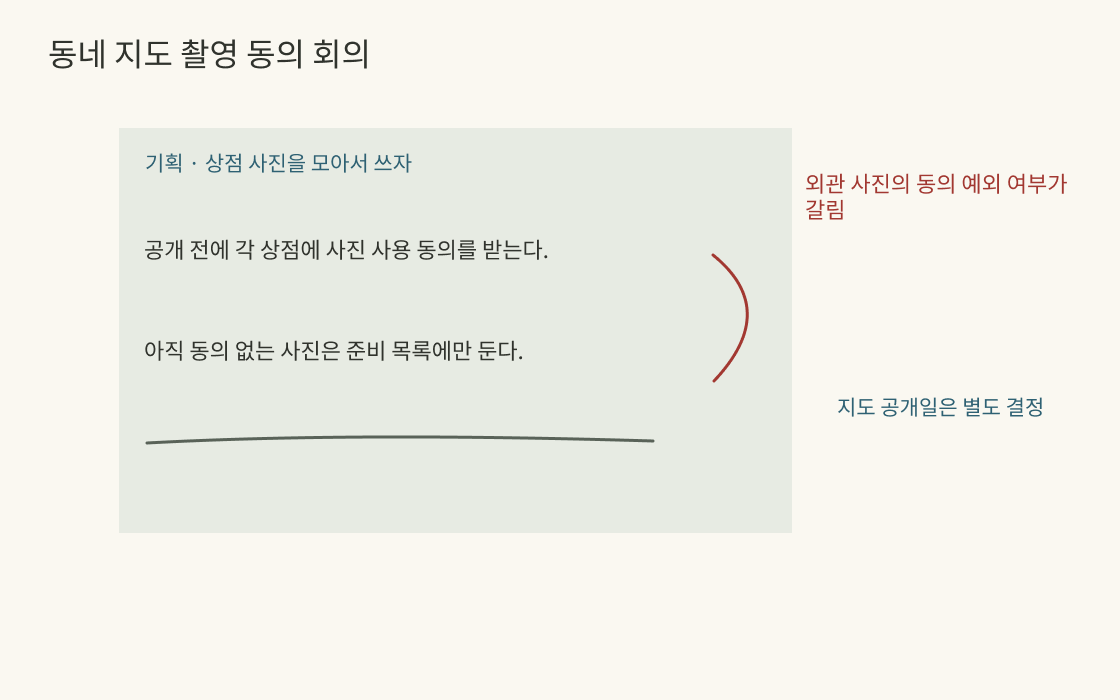 동네 지도 촬영 동의 회의
기획 · 상점 사진을 모아서 쓰자
외관 사진의 동의 예외 여부가
갈림
공개 전에 각 상점에 사진 사용 동의를 받는다.
아직 동의 없는 사진은 준비 목록에만 둔다.
지도 공개일은 별도 결정